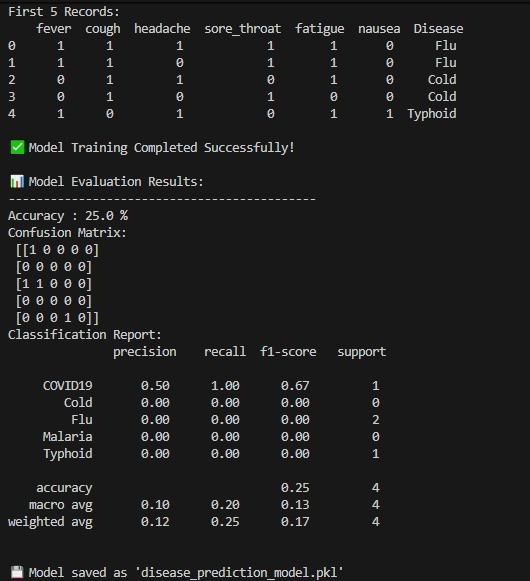 First 5 Records:
   fever  cough  headache  sore_throat  fatigue  nausea  Disease
0      1      1         1            1        1       0      Flu
1      1      1         0            1        1       0      Flu
2      0      1         1            0        1       0     Cold
3      0      1         0            1        0       0     Cold
4      1      0         1            0        1       1  Typhoid
✅ Model Training Completed Successfully!
📊 Model Evaluation Results:
-----------------------------------------
Accuracy : 25.0 %
Confusion Matrix:
 [[1 0 0 0 0]
 [0 0 0 0 0]
 [1 1 0 0 0]
 [0 0 0 0 0]
 [0 0 0 1 0]]
Classification Report:
              precision    recall  f1-score   support
     COVID19       0.50      1.00      0.67         1
        Cold       0.00      0.00      0.00         0
         Flu       0.00      0.00      0.00         2
     Malaria       0.00      0.00      0.00         0
     Typhoid       0.00      0.00      0.00         1
    accuracy                           0.25         4
   macro avg       0.10      0.20      0.13         4
weighted avg       0.12      0.25      0.17         4
💾 Model saved as 'disease_prediction_model.pkl'